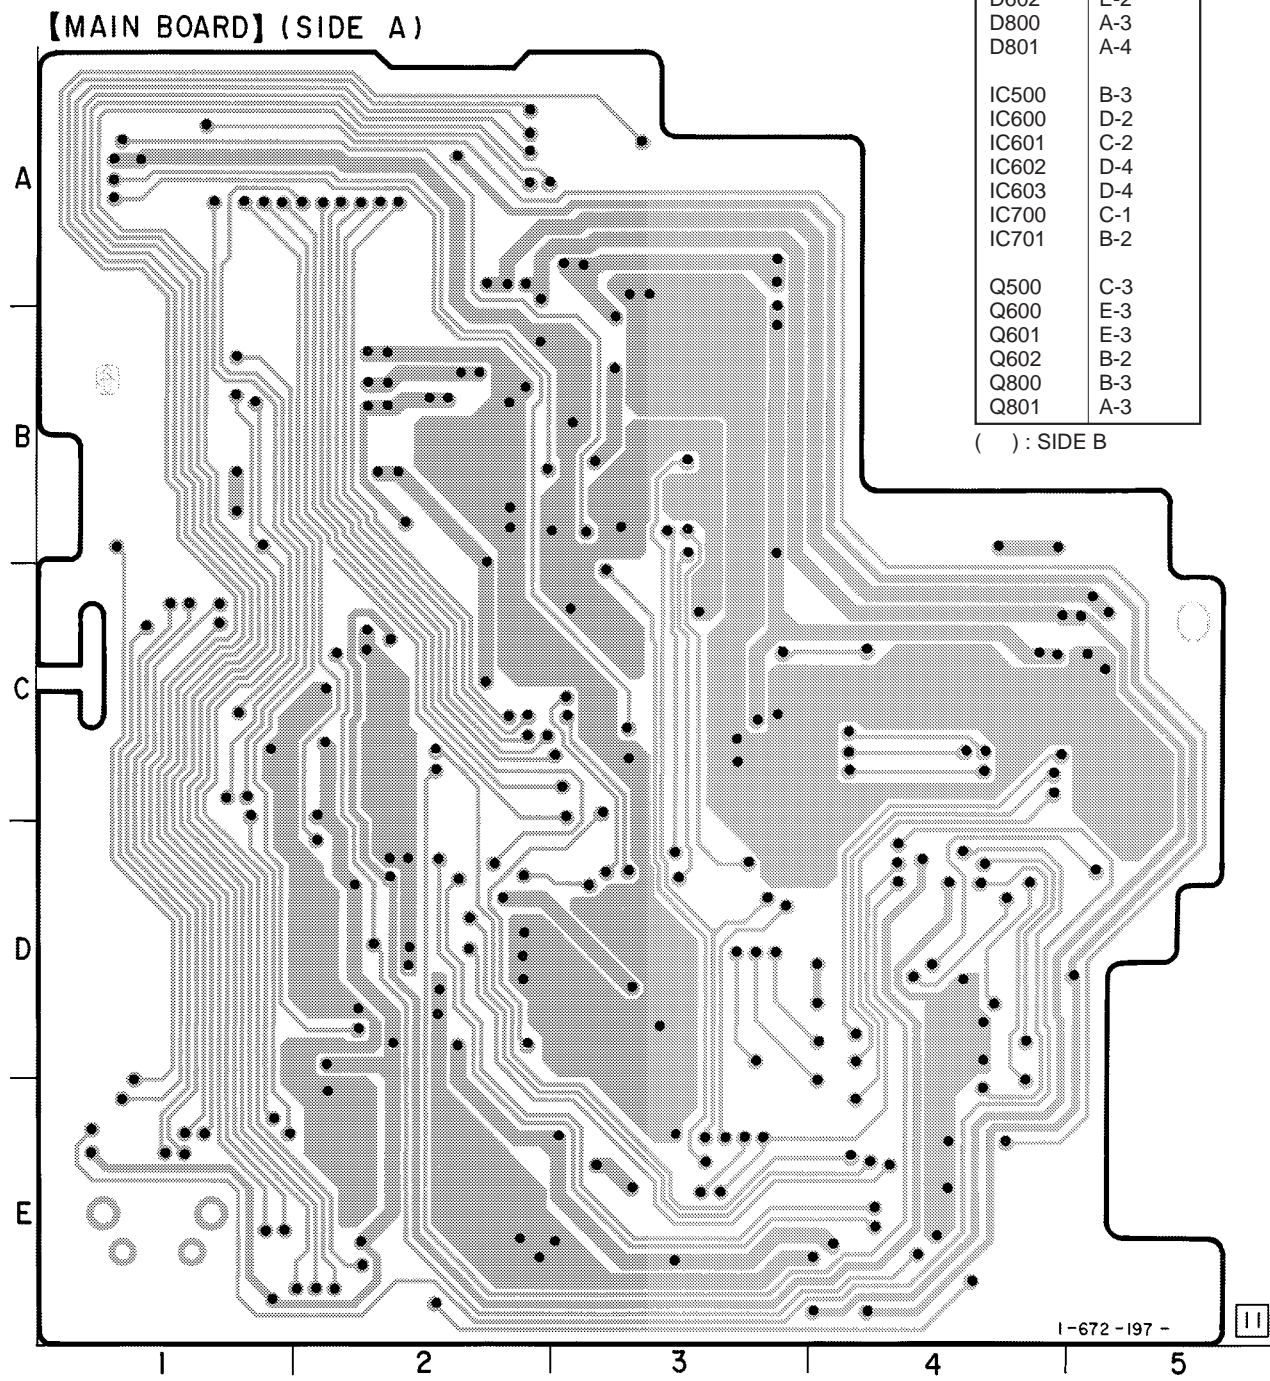 【MAIN BOARD】 (SIDE A)
D602 E-2
D800 A-3
D801 A-4
IC500 B-3
IC600 D-2
IC601 C-2
IC602 D-4
IC603 D-4
IC700 C-1
IC701 B-2
Q500 C-3
Q600 E-3
Q601 E-3
Q602 B-2
Q800 B-3
Q801 A-3
( ) : SIDE B
A
B
C
D
E
1-672-197-
11
1 2 3 4 5